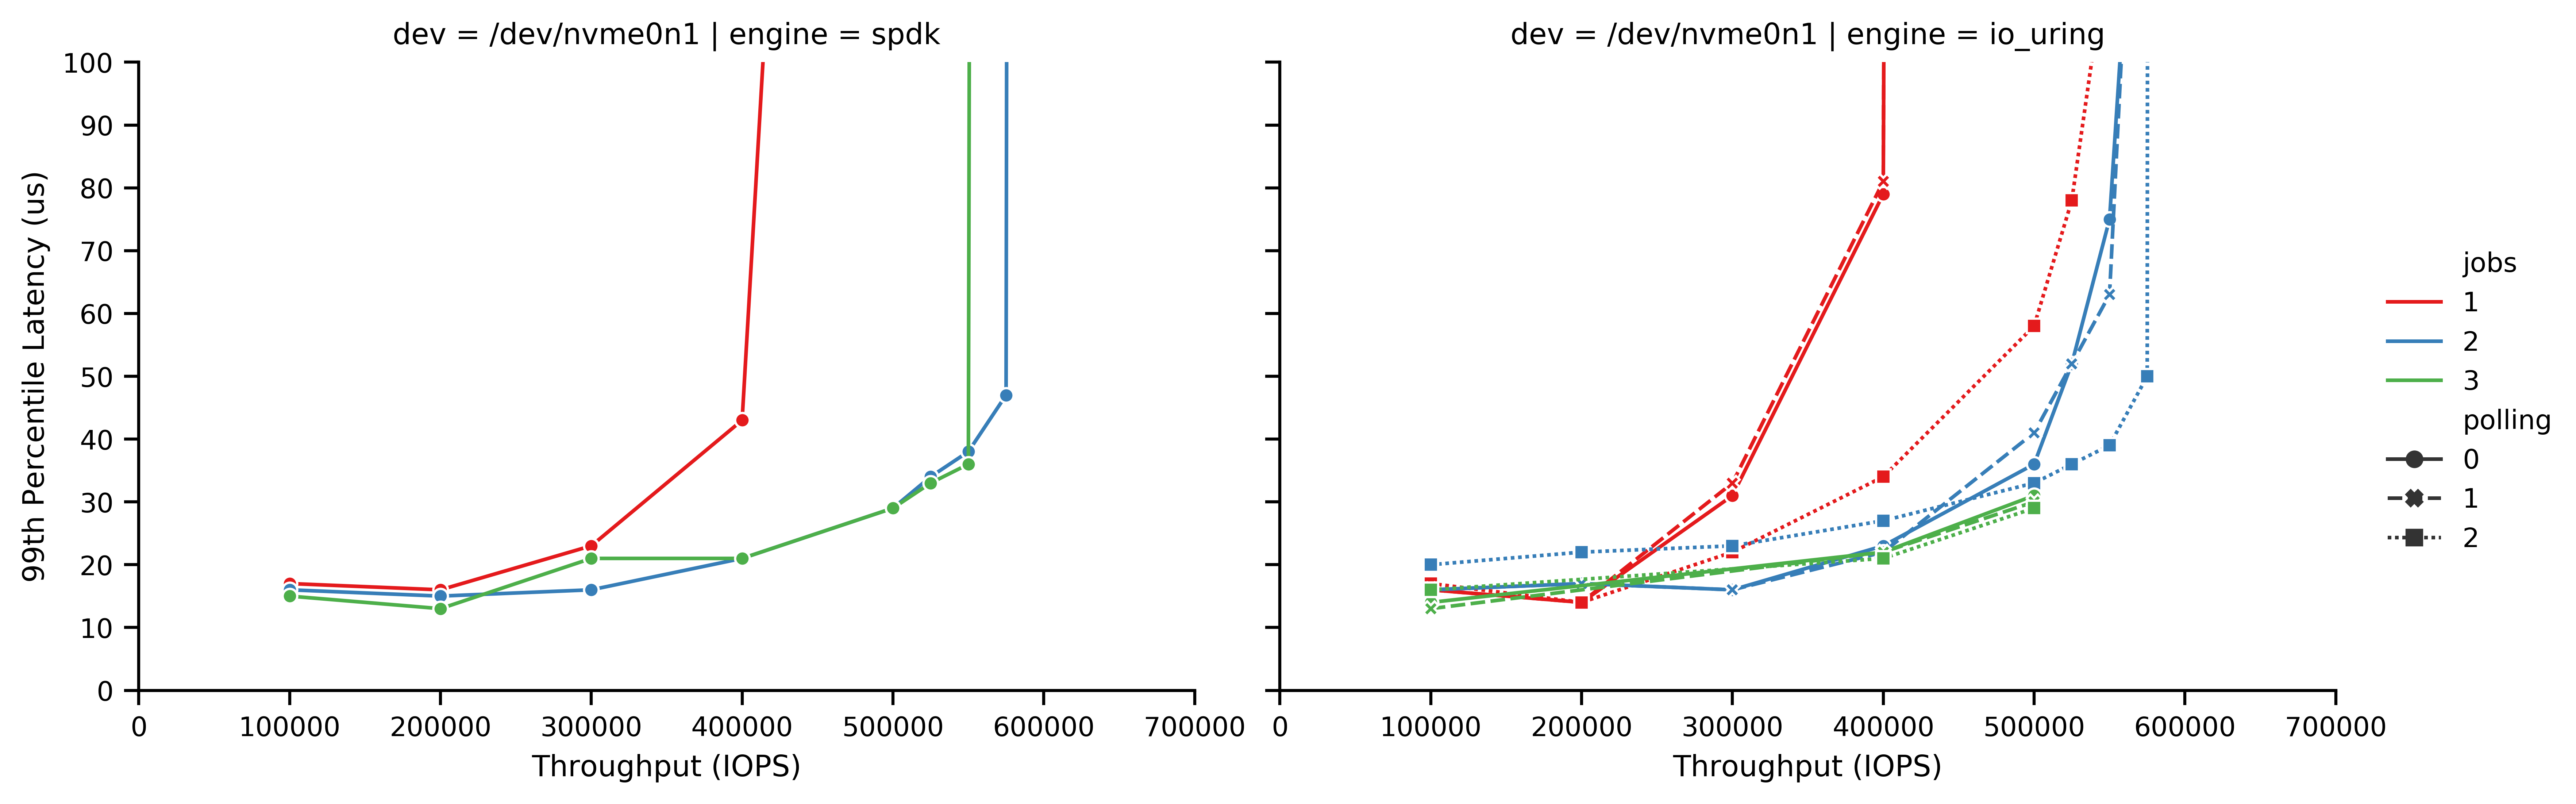 dev = /dev/nvme0n1 | engine = spdk
dev = /dev/nvme0n1 | engine = io_uring
99th Percentile Latency (us)
100
90
80
70
60
50
40
30
20
10
0
0 100000 200000 300000 400000 500000 600000 700000
Throughput (IOPS)
0 100000 200000 300000 400000 500000 600000 700000
Throughput (IOPS)
jobs
1
2
3
polling
0
1
2